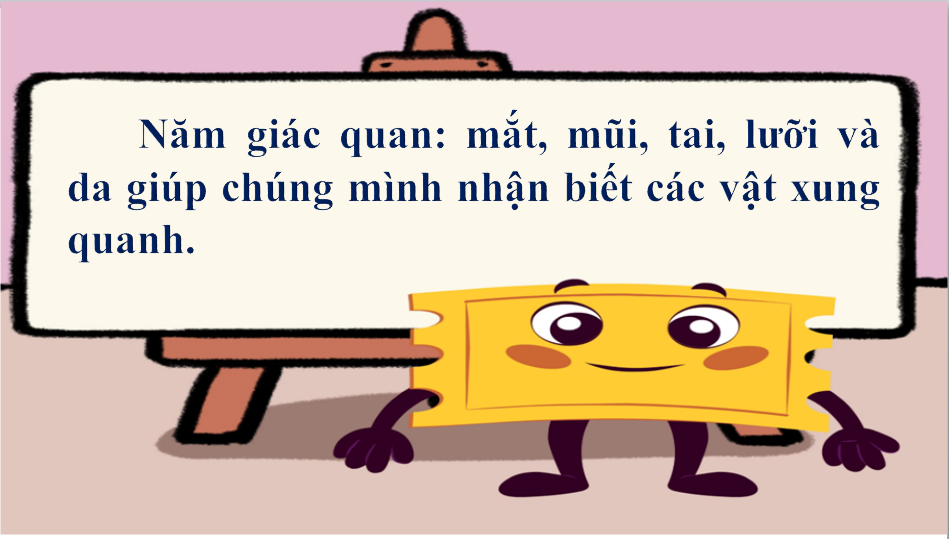 Năm giác quan: mắt, mũi, tai, lưỡi và
da giúp chúng mình nhận biết các vật xung
quanh.